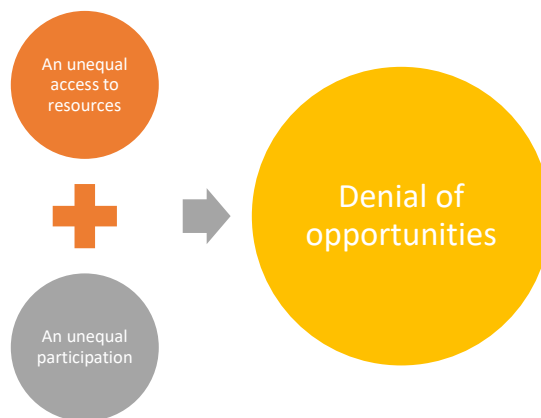 An unequal
access to
resources
An unequal
participation
Denial of
opportunities